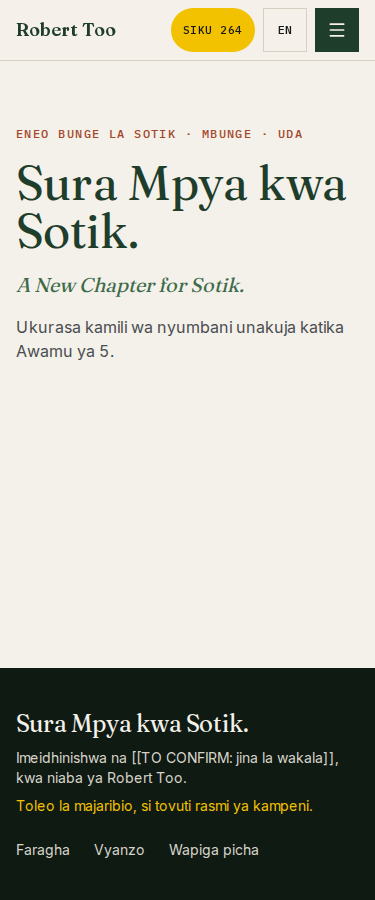 Robert Too
SIKU 264
EN
ENEO BUNGE LA SOTIK · MBUNGE · UDA
Sura Mpya kwa
Sotik.
A New Chapter for Sotik.
Ukurasa kamili wa nyumbani unakuja katika
Awamu ya 5.
Sura Mpya kwa Sotik.
Imeidhinishwa na [[TO CONFIRM: jina la wakala]],
kwa niaba ya Robert Too.
Toleo la majaribio, si tovuti rasmi ya kampeni.
Faragha Vyanzo Wapiga picha